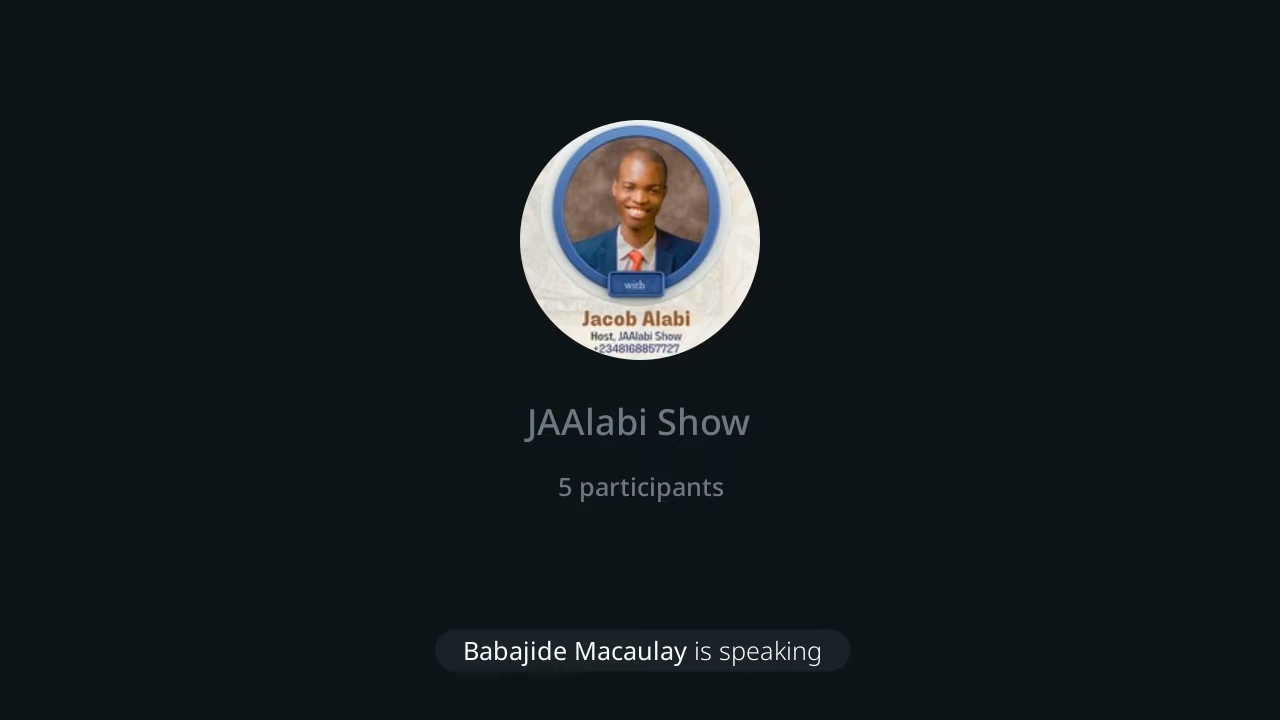 with
Jacob Alabi
Host, JAAlabi Show
+2348168857727
JAAlabi Show
5 participants
Babajide Macaulay is speaking